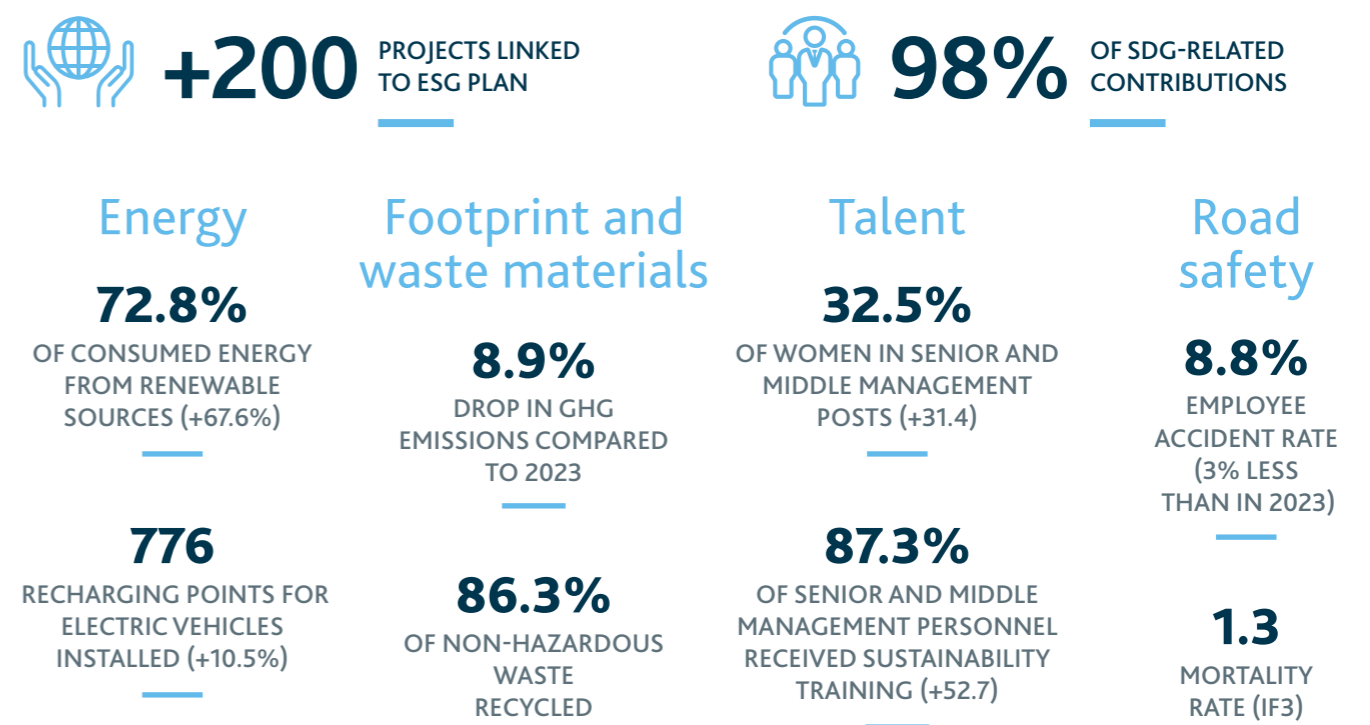 +200
PROJECTS LINKED
TO ESG PLAN
98%
OF SDG-RELATED
CONTRIBUTIONS
Energy
72.8%
OF CONSUMED ENERGY
FROM RENEWABLE
SOURCES (+67.6%)
776
RECHARGING POINTS FOR
ELECTRIC VEHICLES
INSTALLED (+10.5%)
Footprint and
waste materials
8.9%
DROP IN GHG
EMISSIONS COMPARED
TO 2023
86.3%
OF NON-HAZARDOUS
WASTE
RECYCLED
Talent
32.5%
OF WOMEN IN SENIOR AND
MIDDLE MANAGEMENT
POSTS (+31.4)
87.3%
OF SENIOR AND MIDDLE
MANAGEMENT PERSONNEL
RECEIVED SUSTAINABILITY
TRAINING (+52.7)
Road
safety
8.8%
EMPLOYEE
ACCIDENT RATE
(3% LESS
THAN IN 2023)
1.3
MORTALITY
RATE (IF3)